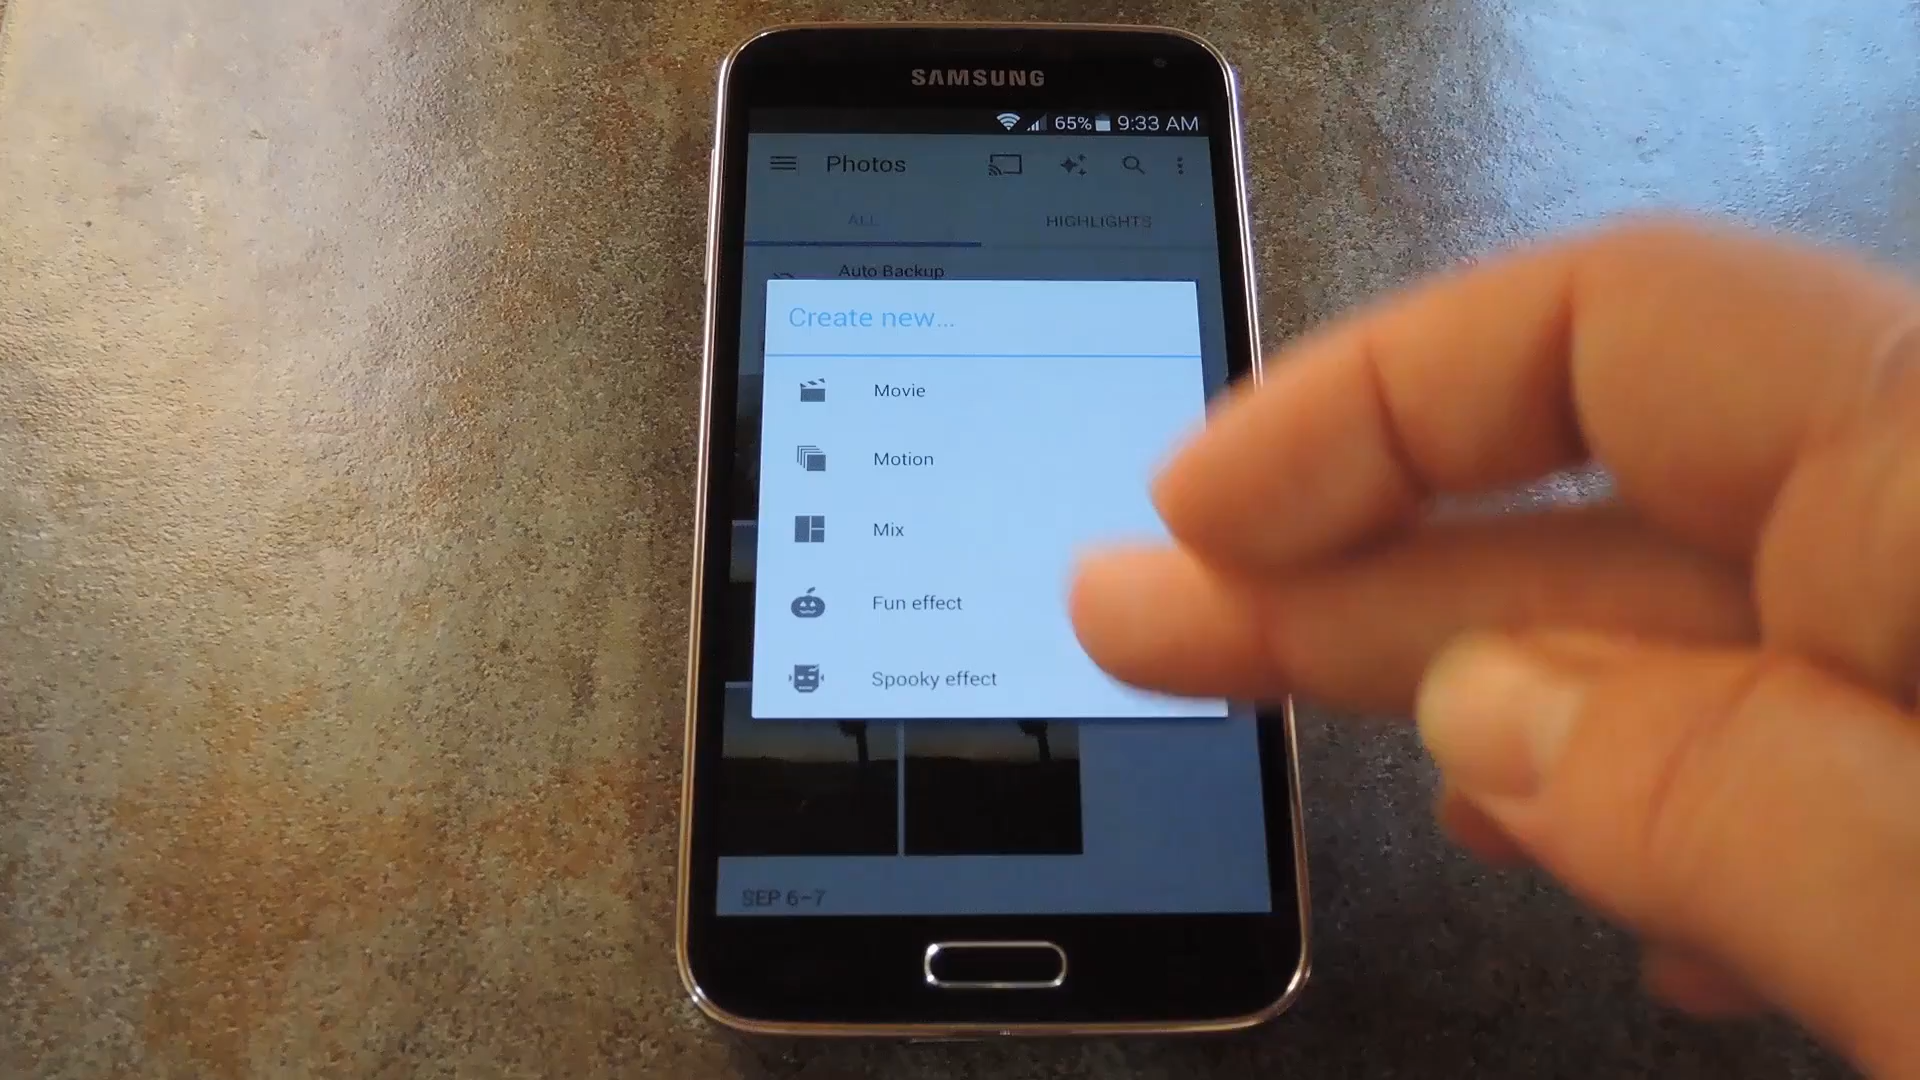 SAMSUNG
65% 9:33 AM
Photos
ALL HIGHLIGHTS
Auto Backup
Create new...
Movie
Motion
Mix
Fun effect
Spooky effect
SEP 6-7